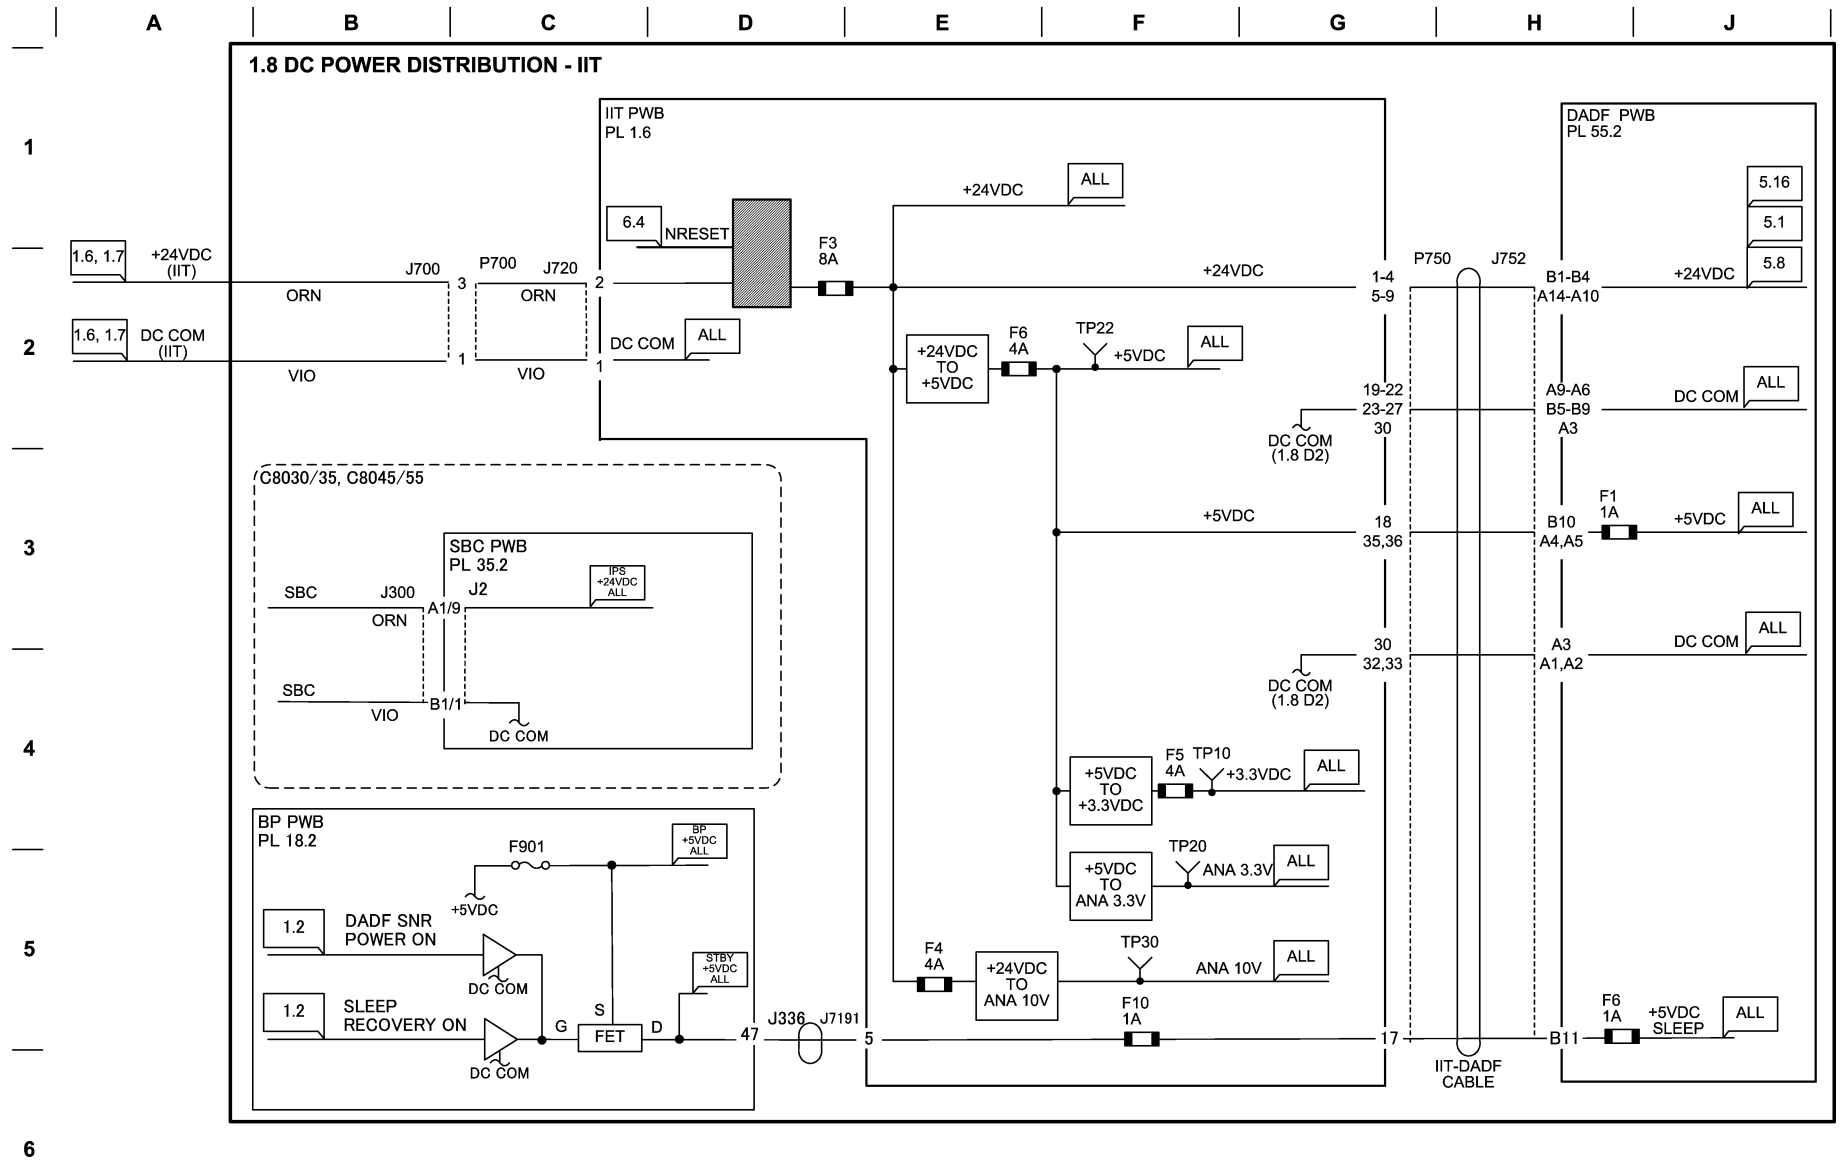 A B C D E F G H J
1
2
3
4
5
6
1.8 DC POWER DISTRIBUTION - IIT
IIT PWB
PL 1.6
DADF PWB
PL 55.2
ALL
+24VDC
5.16
5.1
5.8
6.4
NRESET
F3
8A
1.6, 1.7
+24VDC
(IIT)
ORN
J700
3
P700
J720
ORN
2
+24VDC
1-4
5-9
P750
J752
B1-B4
A14-A10
+24VDC
1.6, 1.7
DC COM
(IIT)
VIO
1
VIO
DC COM
1
ALL
+24VDC
TO
+5VDC
F6
4A
TP22
+5VDC
ALL
19-22
23-27
30
DC COM
(1.8 D2)
A9-A6
B5-B9
A3
DC COM
ALL
C8030/35, C8045/55
SBC PWB
PL 35.2
SBC
J300
ORN
A1/9
J2
IPS
+24VDC
ALL
SBC
VIO
B1/1
DC COM
+5VDC
18
35,36
B10
A4,A5
F1
1A
+5VDC
ALL
30
32,33
DC COM
(1.8 D2)
A3
A1,A2
DC COM
ALL
+5VDC
TO
+3.3VDC
F5
4A
TP10
+3.3VDC
ALL
BP PWB
PL 18.2
F901
+5VDC
BP
+5VDC
ALL
+5VDC
TO
ANA 3.3V
TP20
ANA 3.3V
ALL
1.2
DADF SNR
POWER ON
DC COM
STBY
+5VDC
ALL
F4
4A
+24VDC
TO
ANA 10V
TP30
ANA 10V
ALL
1.2
SLEEP
RECOVERY ON
DC COM
G
S
FET
D
47
J336
J7191
5
F10
1A
17
B11
F6
1A
+5VDC
SLEEP
ALL
IIT-DADF
CABLE